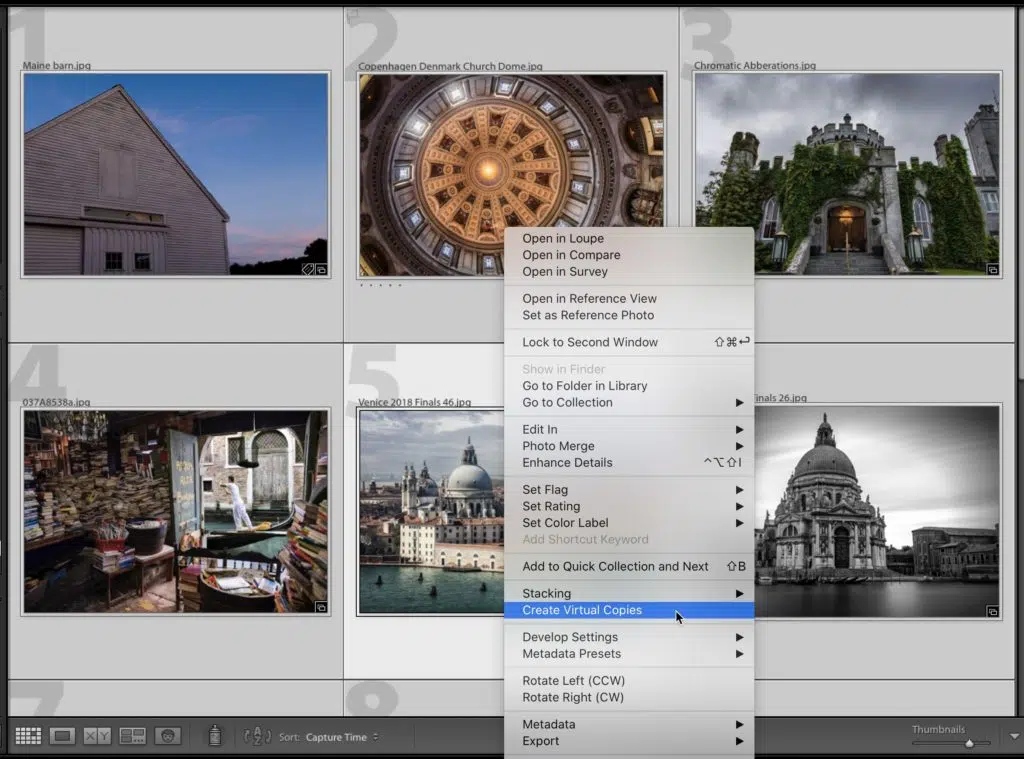 1
2
3
Maine barn.jpg
Copenhagen Denmark Church Dome.jpg
Chromatic Abberations.jpg
Open in Loupe
Open in Compare
Open in Survey
Open in Reference View
Set as Reference Photo
Lock to Second Window ⇧⌘↩
Show in Finder
Go to Folder in Library
Go to Collection ▶
4
5
037A8538a.jpg
Venice 2018 Finals 46.jpg
inals 26.jpg
Edit In ▶
Photo Merge ▶
Enhance Details ^⌥⇧I
Set Flag ▶
Set Rating ▶
Set Color Label ▶
Add Shortcut Keyword
Add to Quick Collection and Next ⇧B
Stacking ▶
Create Virtual Copies
Develop Settings ▶
Metadata Presets ▶
Rotate Left (CCW)
Rotate Right (CW)
7
8
Metadata ▶
Export ▶
X Y
Sort: Capture Time
Thumbnails